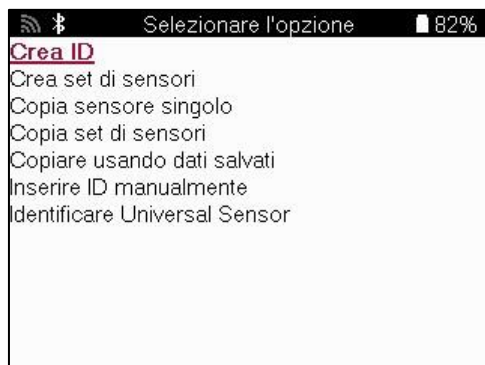 Selezionare l'opzione 82%
Crea ID
Crea set di sensori
Copia sensore singolo
Copia set di sensori
Copiare usando dati salvati
Inserire ID manualmente
Identificare Universal Sensor